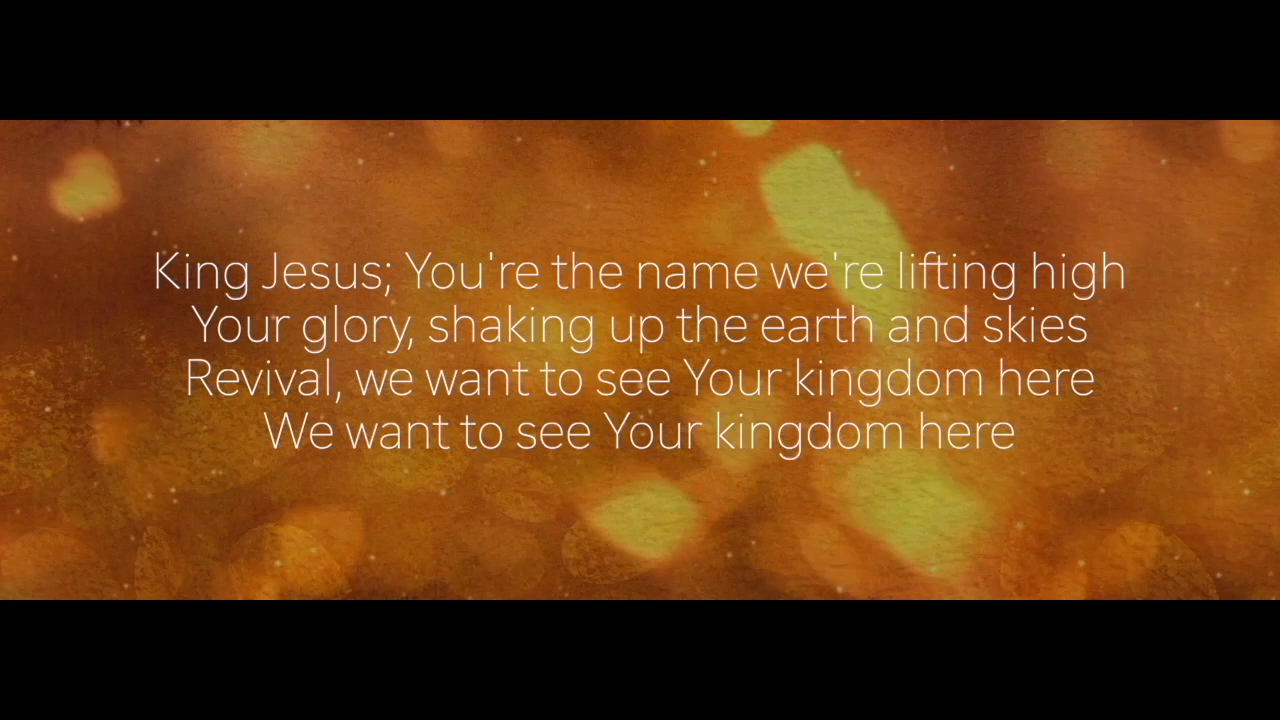 King Jesus; You're the name we're lifting high
Your glory, shaking up the earth and skies
Revival, we want to see Your kingdom here
We want to see Your kingdom here